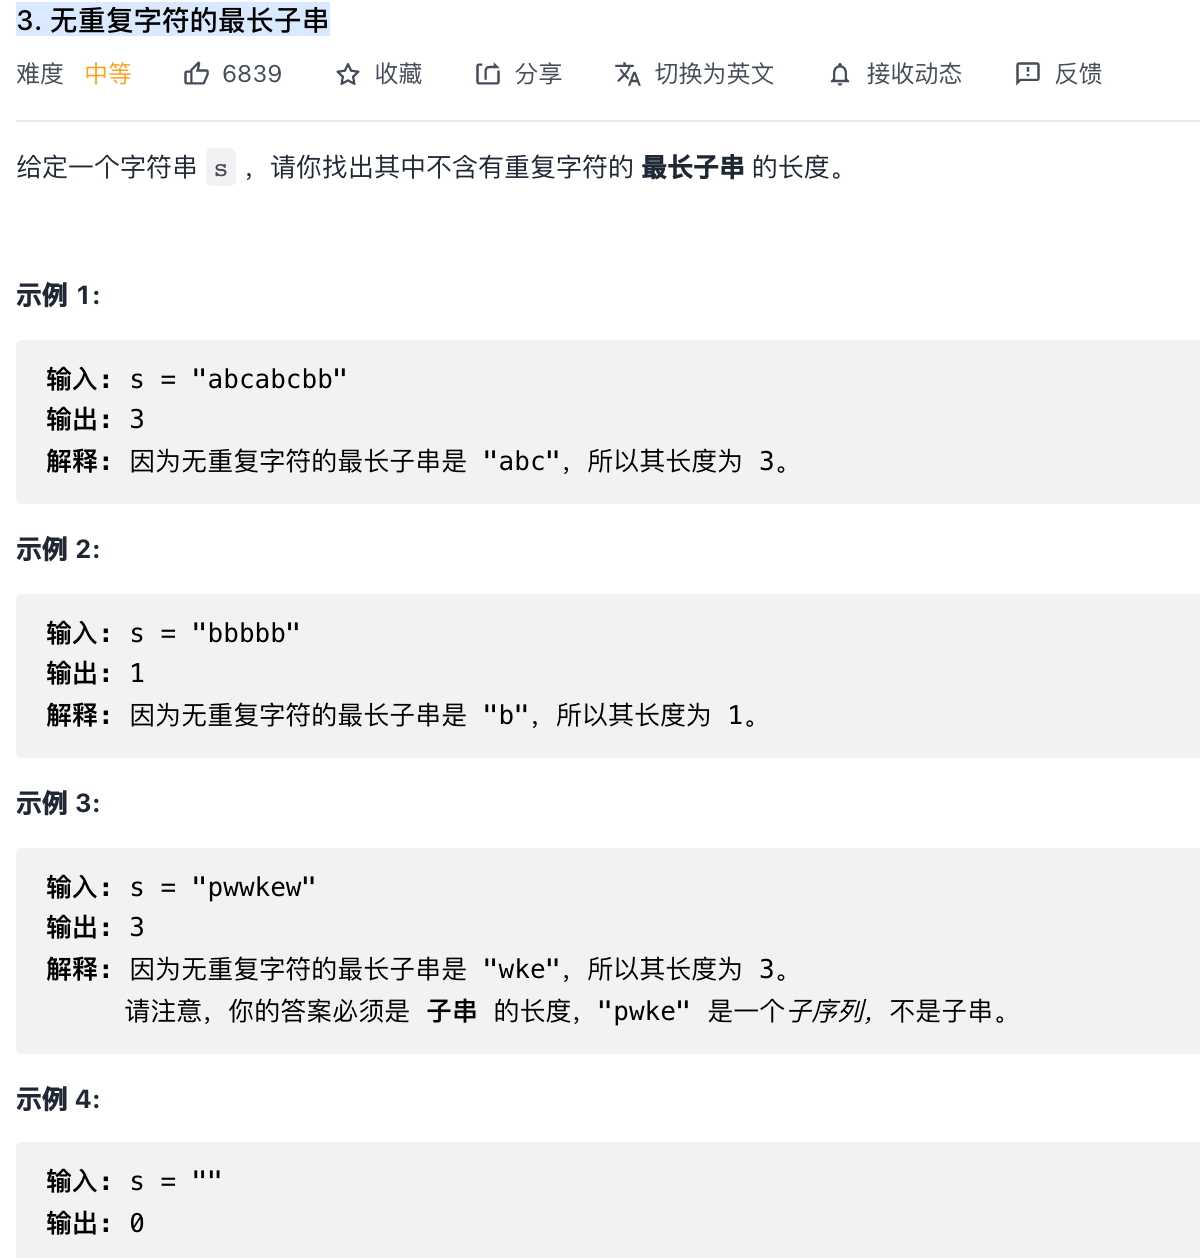 3. 无重复字符的最长子串
难度 中等 6839 收藏 分享 切换为英文 接收动态 反馈
给定一个字符串 s ，请你找出其中不含有重复字符的 最长子串 的长度。
示例 1:
输入: s = "abcabcbb"
输出: 3
解释: 因为无重复字符的最长子串是 "abc"，所以其长度为 3。
示例 2:
输入: s = "bbbbb"
输出: 1
解释: 因为无重复字符的最长子串是 "b"，所以其长度为 1。
示例 3:
输入: s = "pwwkew"
输出: 3
解释: 因为无重复字符的最长子串是 "wke"，所以其长度为 3。
请注意，你的答案必须是 子串 的长度，"pwke" 是一个子序列，不是子串。
示例 4:
输入: s = ""
输出: 0